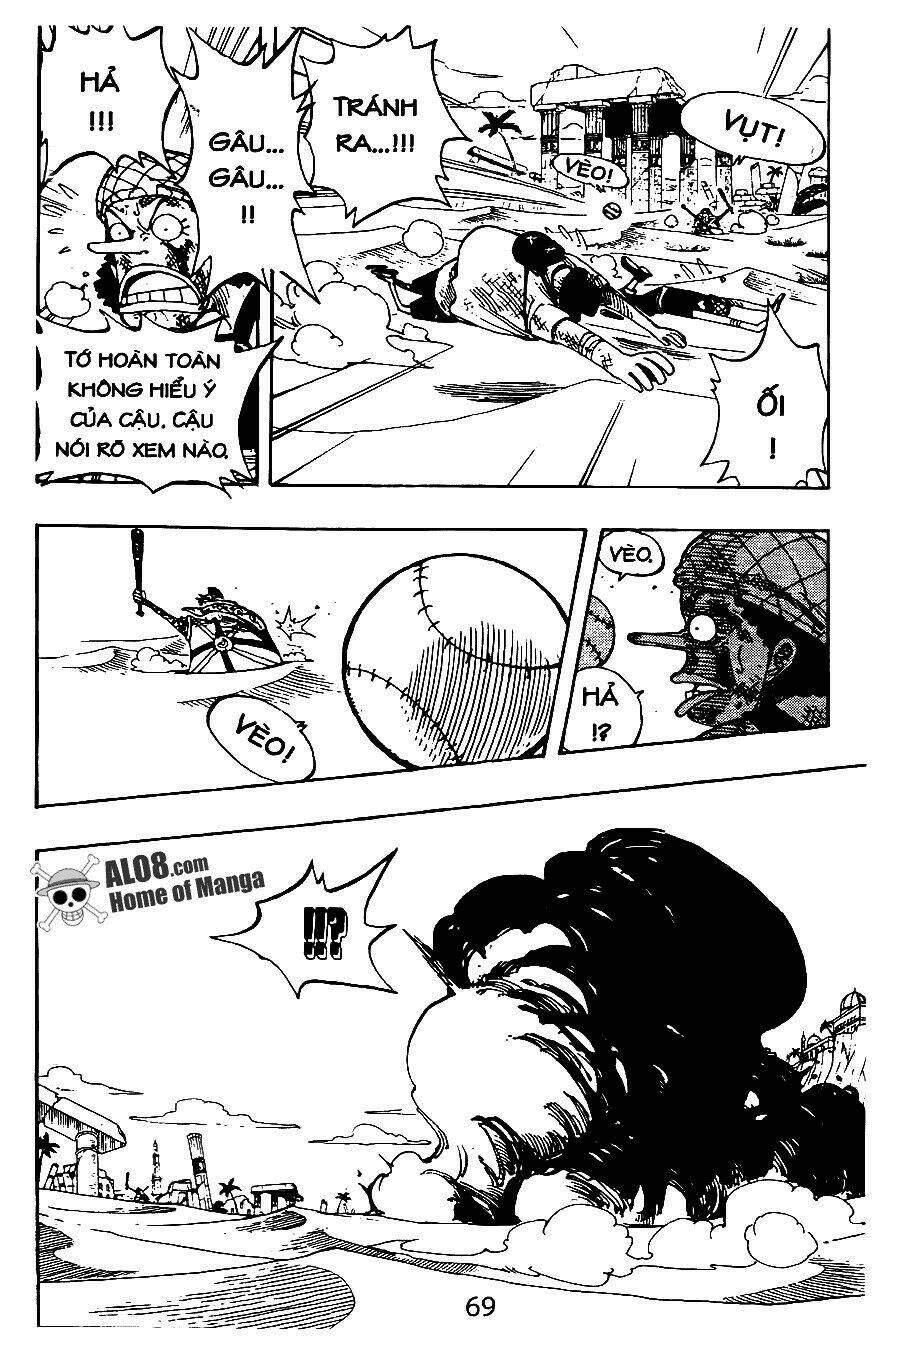 HẢ
!!!
GÂU...
GÂU...
!!
TRÁNH
RA...!!!
VÈO!
VỤT!
TỚ HOÀN TOÀN
KHÔNG HIỂU Ý
CỦA CẬU. CẬU
NÓI RÕ XEM NÀO.
ỐI
!
VÈO!
VÈO.
HẢ
!?
ALO8.com
Home of Manga
!!?
69